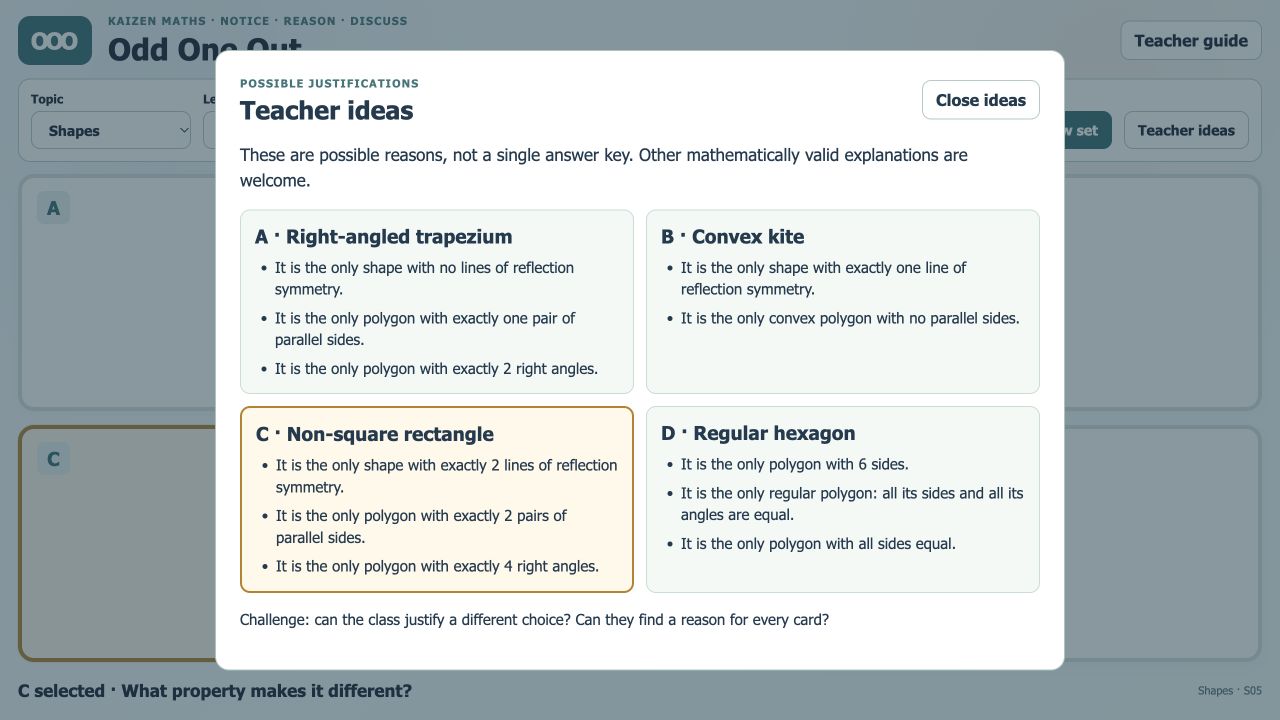 KAIZEN MATHS · NOTICE · REASON · DISCUSS
Odd One Out
Teacher guide
Topic
Shapes
Teacher ideas
A
C
POSSIBLE JUSTIFICATIONS
Teacher ideas
Close ideas
These are possible reasons, not a single answer key. Other mathematically valid explanations are
welcome.
A · Right-angled trapezium
• It is the only shape with no lines of reflection
symmetry.
• It is the only polygon with exactly one pair of
parallel sides.
• It is the only polygon with exactly 2 right angles.
B · Convex kite
• It is the only shape with exactly one line of
reflection symmetry.
• It is the only convex polygon with no parallel sides.
C · Non-square rectangle
• It is the only shape with exactly 2 lines of reflection
symmetry.
• It is the only polygon with exactly 2 pairs of
parallel sides.
• It is the only polygon with exactly 4 right angles.
D · Regular hexagon
• It is the only polygon with 6 sides.
• It is the only regular polygon: all its sides and all its
angles are equal.
• It is the only polygon with all sides equal.
Challenge: can the class justify a different choice? Can they find a reason for every card?
C selected · What property makes it different?
Shapes · S05